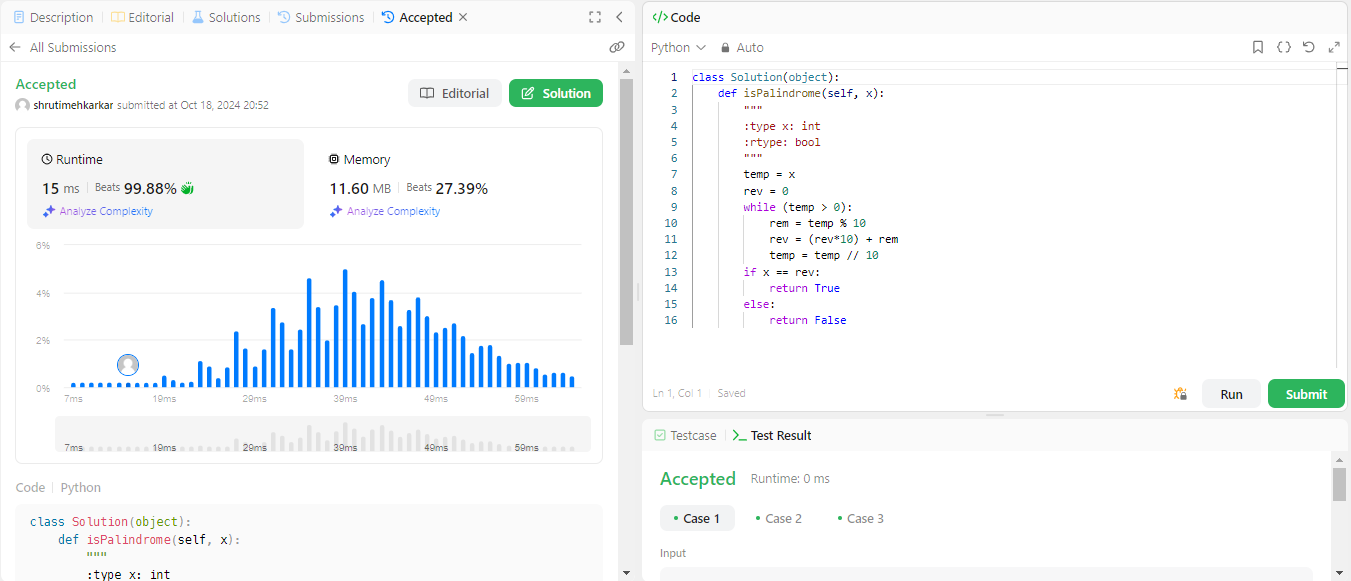 Description
Editorial
Solutions
Submissions
Accepted
All Submissions
Accepted
shrutimehkarkar submitted at Oct 18, 2024 20:52
Editorial
Solution
Runtime
15 ms
Beats 99.88%
Analyze Complexity
Memory
11.60 MB
Beats 27.39%
Analyze Complexity
6%
4%
2%
0%
7ms 19ms 29ms 39ms 49ms 59ms
7ms 19ms 29ms 39ms 49ms 59ms
Code
Python
class Solution(object):
    def isPalindrome(self, x):
        """
        :type x: int
</> Code
Python
Auto
1 class Solution(object):
2     def isPalindrome(self, x):
3         """
4         :type x: int
5         :rtype: bool
6         """
7         temp = x
8         rev = 0
9         while (temp > 0):
10             rem = temp % 10
11             rev = (rev*10) + rem
12             temp = temp // 10
13         if x == rev:
14             return True
15         else:
16             return False
Ln 1, Col 1
Saved
Run
Submit
Testcase
Test Result
Accepted
Runtime: 0 ms
Case 1
Case 2
Case 3
Input